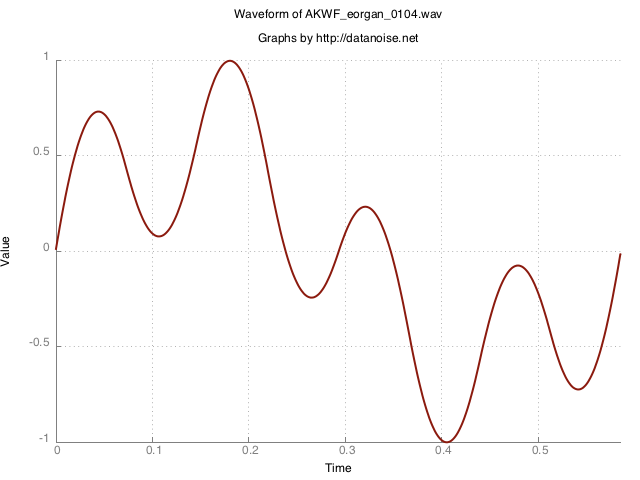 Waveform of AKWF_eorgan_0104.wav
Graphs by http://datanoise.net
1
0.5
0
-0.5
-1
Value
0 0.1 0.2 0.3 0.4 0.5
Time